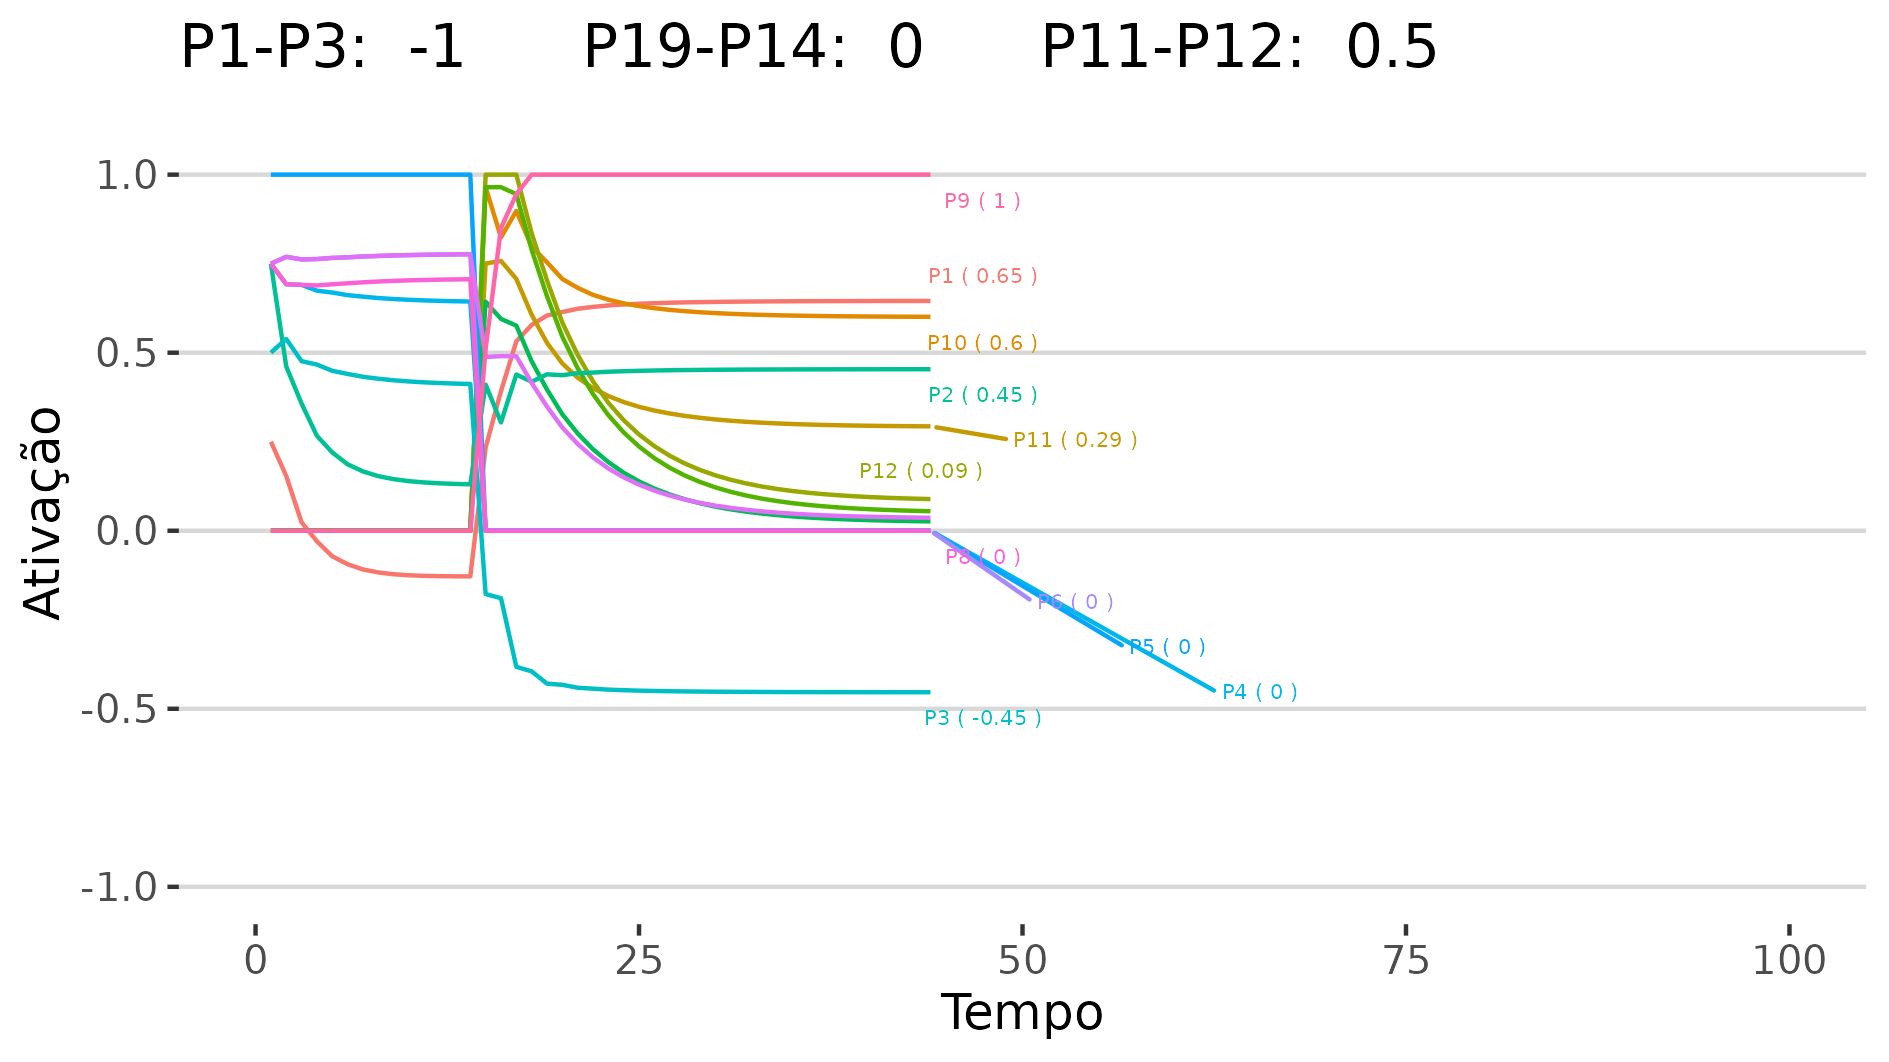 P1-P3: -1 P19-P14: 0 P11-P12: 0.5
1.0
0.5
0.0
-0.5
-1.0
Ativação
P9 ( 1 )
P1 ( 0.65 )
P10 ( 0.6 )
P2 ( 0.45 )
P11 ( 0.29 )
P12 ( 0.09 )
P8 ( 0 )
P6 ( 0 )
P5 ( 0 )
P4 ( 0 )
P3 ( -0.45 )
0 25 50 75 100
Tempo